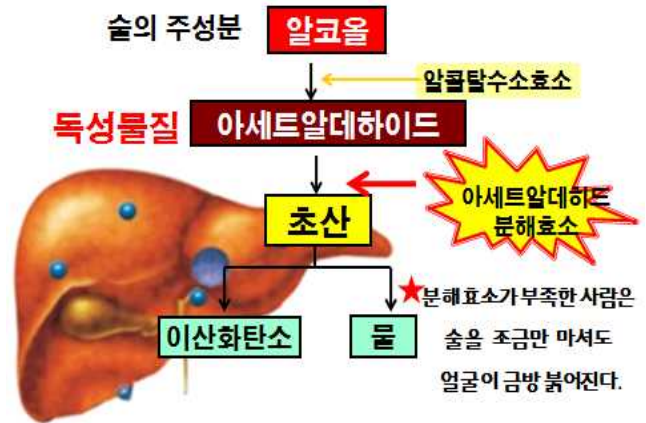 술의 주성분
알코올
알콜탈수소효소
독성물질
아세트알데하이드
아세트알데히드
분해효소
초산
이산화탄소
물
★분해효소가 부족한 사람은
술을 조금만 마셔도
얼굴이 금방 붉어진다.